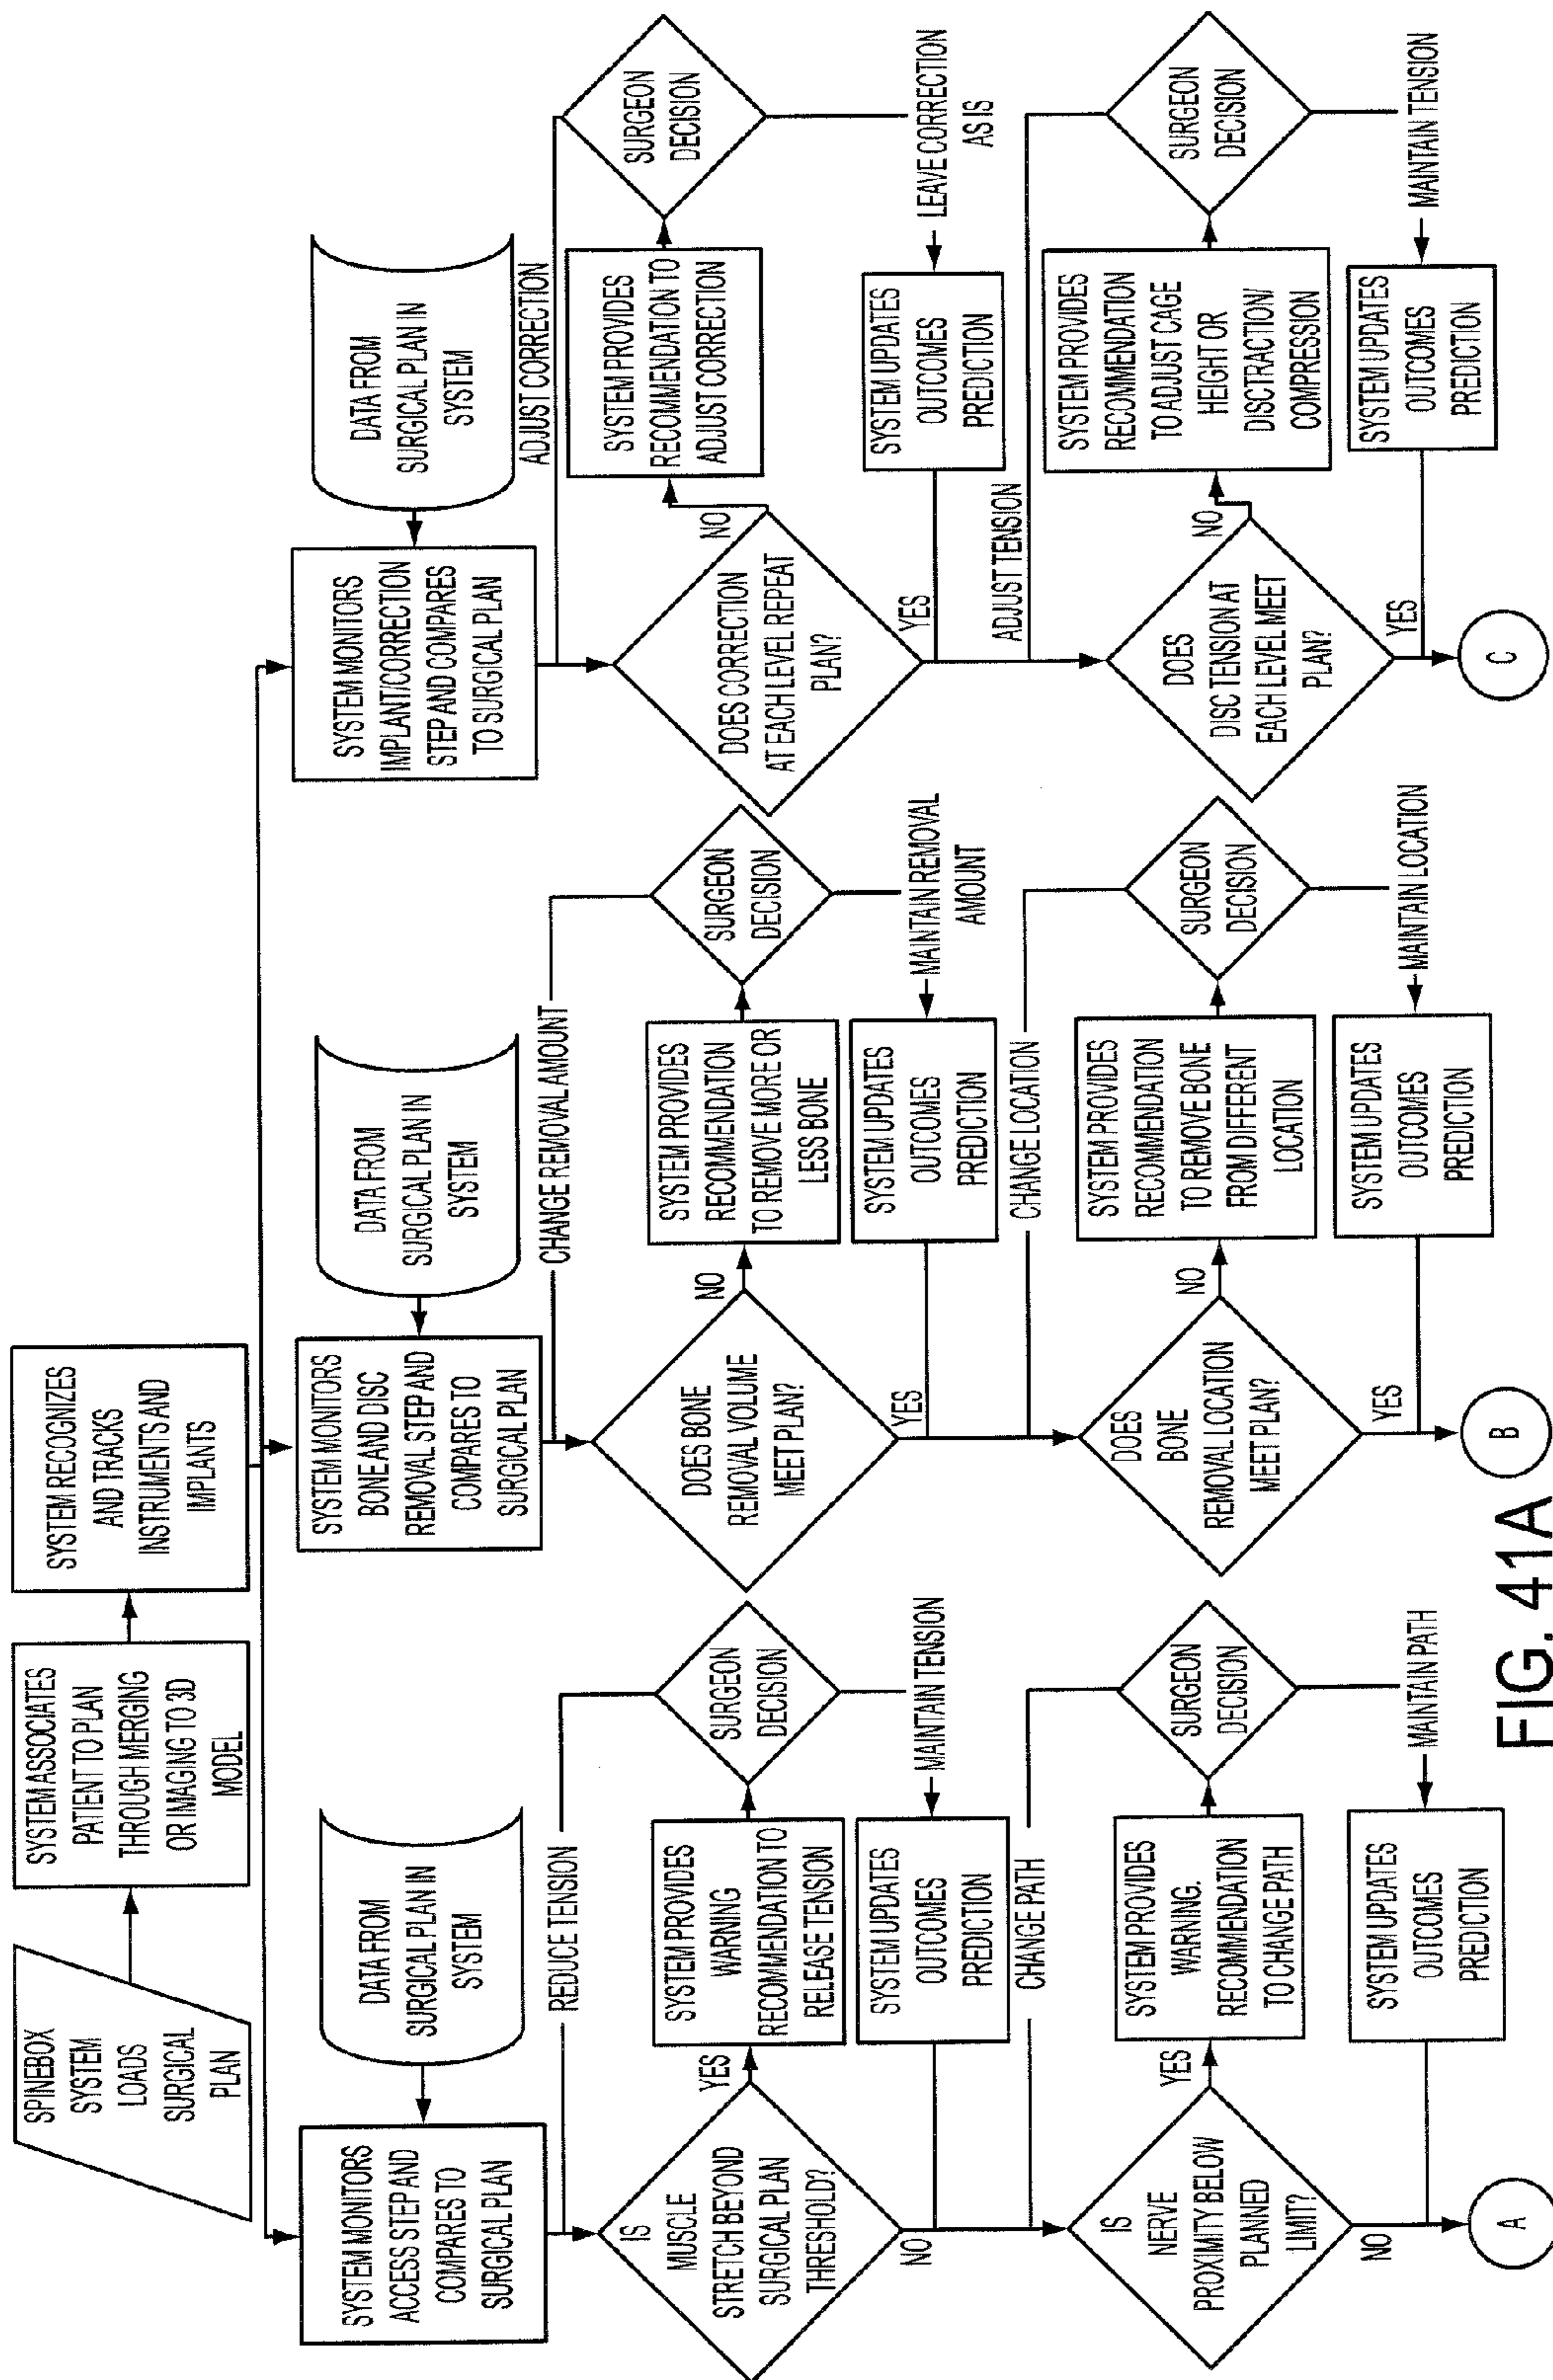 SPINEBOX
SYSTEM
LOADS
SURGICAL
PLAN
SYSTEM ASSOCIATES
PATIENT TO PLAN
THROUGH MERGING
OR IMAGING TO 3D
MODEL
SYSTEM RECOGNIZES
AND TRACKS
INSTRUMENTS AND
IMPLANTS
SYSTEM MONITORS
ACCESS STEP AND
COMPARES TO
SURGICAL PLAN
DATA FROM
SURGICAL PLAN IN
SYSTEM
REDUCE TENSION
IS
MUSCLE
STRETCH BEYOND
SURGICAL PLAN
THRESHOLD?
YES
SYSTEM PROVIDES
WARNING
RECOMMENDATION TO
RELEASE TENSION
SURGEON
DECISION
MAINTAIN TENSION
SYSTEM UPDATES
OUTCOMES
PREDICTION
NO
CHANGE PATH
IS
NERVE
PROXIMITY BELOW
PLANNED
LIMIT?
YES
SYSTEM PROVIDES
WARNING.
RECOMMENDATION
TO CHANGE PATH
SURGEON
DECISION
MAINTAIN PATH
SYSTEM UPDATES
OUTCOMES
PREDICTION
NO
A
SYSTEM MONITORS
BONE AND DISC
REMOVAL STEP AND
COMPARES TO
SURGICAL PLAN
DATA FROM
SURGICAL PLAN IN
SYSTEM
CHANGE REMOVAL AMOUNT
DOES BONE
REMOVAL VOLUME
MEET PLAN?
NO
SYSTEM PROVIDES
RECOMMENDATION
TO REMOVE MORE OR
LESS BONE
SURGEON
DECISION
MAINTAIN REMOVAL
AMOUNT
SYSTEM UPDATES
OUTCOMES
PREDICTION
YES
CHANGE LOCATION
DOES
BONE
REMOVAL LOCATION
MEET PLAN?
NO
SYSTEM PROVIDES
RECOMMENDATION
TO REMOVE BONE
FROM DIFFERENT
LOCATION
SURGEON
DECISION
MAINTAIN LOCATION
SYSTEM UPDATES
OUTCOMES
PREDICTION
YES
B
SYSTEM MONITORS
IMPLANT/CORRECTION
STEP AND COMPARES
TO SURGICAL PLAN
DATA FROM
SURGICAL PLAN IN
SYSTEM
ADJUST CORRECTION
DOES CORRECTION
AT EACH LEVEL REPEAT
PLAN?
NO
SYSTEM PROVIDES
RECOMMENDATION TO
ADJUST CORRECTION
SURGEON
DECISION
LEAVE CORRECTION
AS IS
SYSTEM UPDATES
OUTCOMES
PREDICTION
YES
ADJUST TENSION
DOES
DISC TENSION AT
EACH LEVEL MEET
PLAN?
NO
SYSTEM PROVIDES
RECOMMENDATION
TO ADJUST CAGE
HEIGHT OR
DISCTRACTION/
COMPRESSION
SURGEON
DECISION
MAINTAIN TENSION
SYSTEM UPDATES
OUTCOMES
PREDICTION
YES
C
FIG. 41A